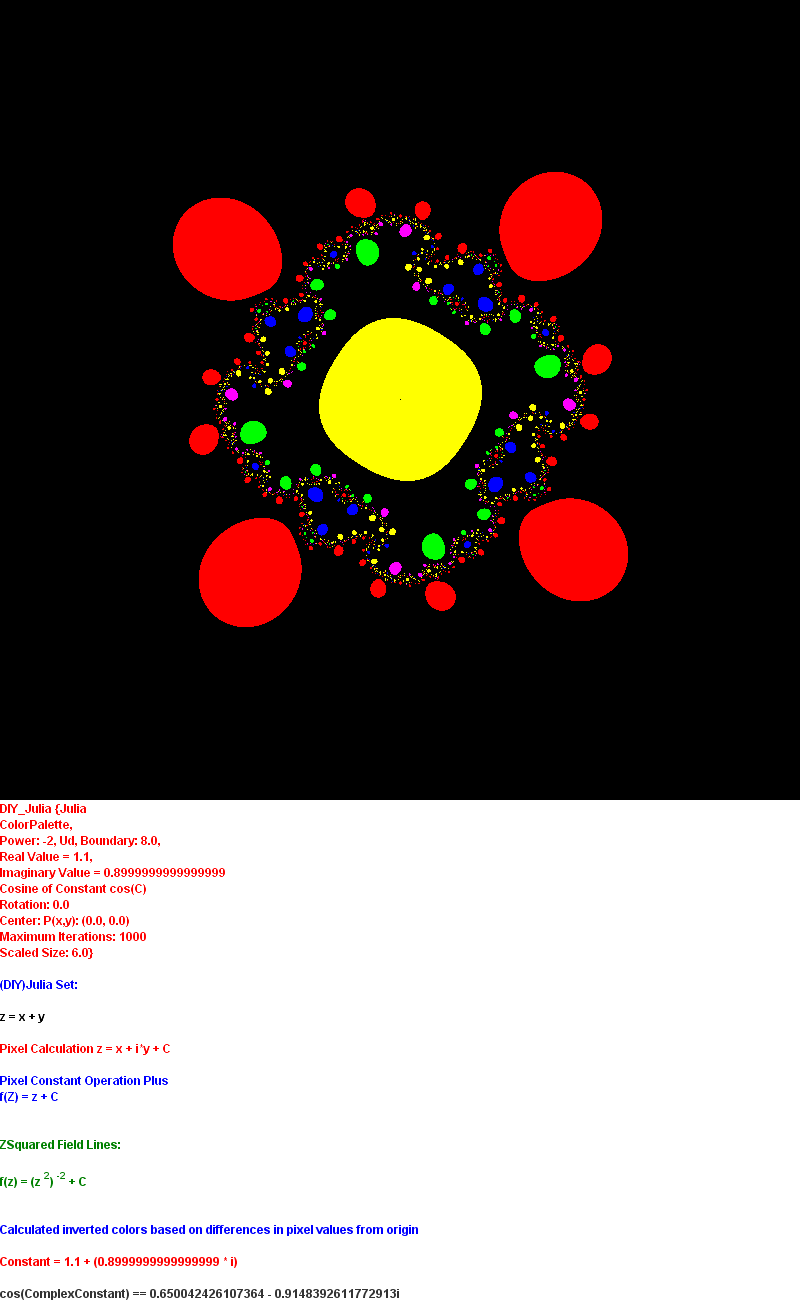 DIY_Julia {Julia
ColorPalette,
Power: -2, Ud, Boundary: 8.0,
Real Value = 1.1,
Imaginary Value = 0.8999999999999999
Cosine of Constant cos(C)
Rotation: 0.0
Center: P(x,y): (0.0, 0.0)
Maximum Iterations: 1000
Scaled Size: 6.0}
(DIY)Julia Set:
z = x + y
Pixel Calculation z = x + i*y + C
Pixel Constant Operation Plus
f(Z) = z + C
ZSquared Field Lines:
f(z) = (z ²) ⁻² + C
Calculated inverted colors based on differences in pixel values from origin
Constant = 1.1 + (0.8999999999999999 * i)
cos(ComplexConstant) == 0.650042426107364 - 0.9148392611772913i